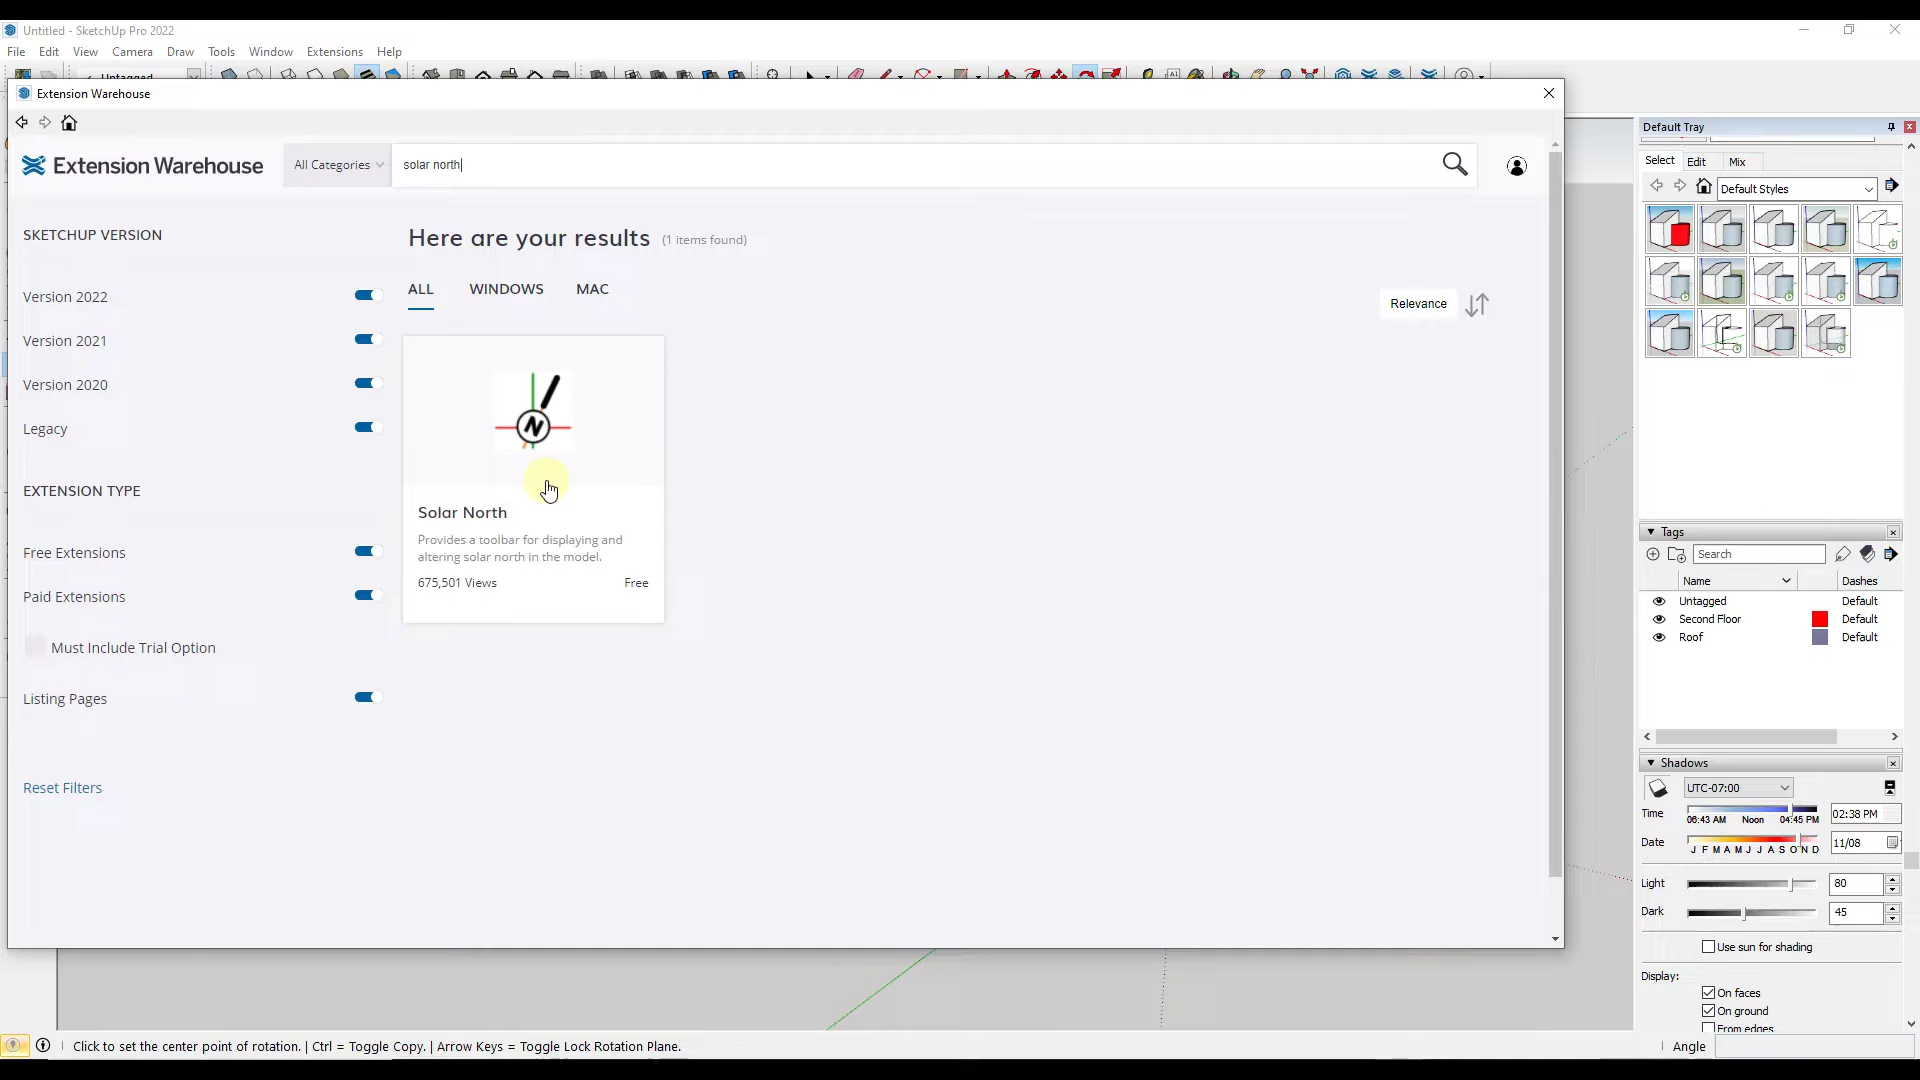 Untitled - SketchUp Pro 2022
File Edit View Camera Draw Tools Window Extensions Help
Untagged
Extension Warehouse
Extension Warehouse
All Categories
solar north
SKETCHUP VERSION
Version 2022
Version 2021
Version 2020
Legacy
EXTENSION TYPE
Free Extensions
Paid Extensions
Must Include Trial Option
Listing Pages
Reset Filters
Here are your results (1 items found)
ALL WINDOWS MAC
Relevance
N
Solar North
Provides a toolbar for displaying and
altering solar north in the model.
675,501 Views Free
Default Tray
Select Edit Mix
Default Styles
Tags
Search
Name Dashes
Untagged Default
Second Floor Default
Roof Default
Shadows
UTC-07:00
Time 06:43 AM Noon 04:45 PM 02:38 PM
Date J F M A M J J A S O N D 11/08
Light 80
Dark 45
Use sun for shading
Display:
On faces
On ground
From edges
Click to set the center point of rotation. | Ctrl = Toggle Copy. | Arrow Keys = Toggle Lock Rotation Plane.
Angle